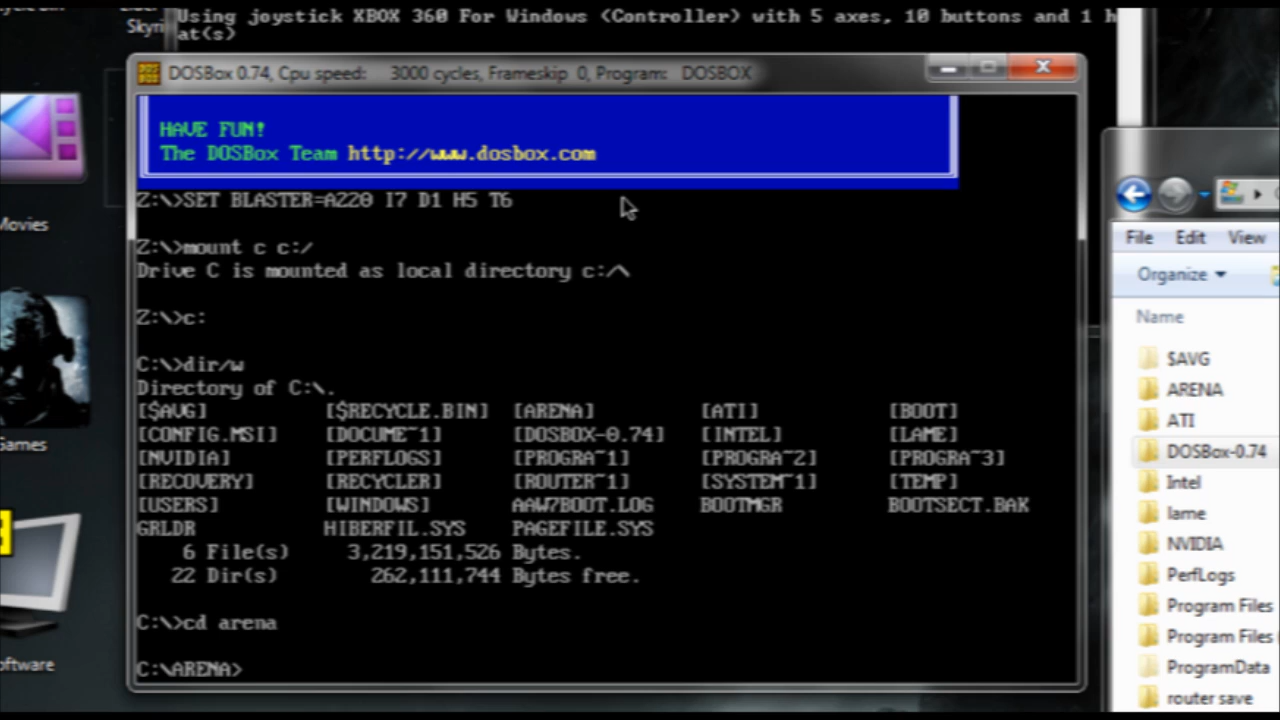 Skyri
Using joystick XBOX 360 For Windows (Controller) with 5 axes, 10 buttons and 1 h
at(s)
DOSBox 0.74, Cpu speed: 3000 cycles, Frameskip 0, Program: DOSBOX
HAVE FUN!
The DOSBox Team http://www.dosbox.com
Z:\>SET BLASTER=A220 I7 D1 H5 T6
Z:\>mount c c:/
Drive C is mounted as local directory c:/\
Z:\>c:
C:\>dir/w
Directory of C:\.
[$AVG] [$RECYCLE.BIN] [ARENA] [ATI] [BOOT]
[CONFIG.MSI] [DOCUME~1] [DOSBOX-0.74] [INTEL] [LAME]
[NVIDIA] [PERFLOGS] [PROGRA~1] [PROGRA~2] [PROGRA~3]
[RECOVERY] [RECYCLER] [ROUTER~1] [SYSTEM~1] [TEMP]
[USERS] [WINDOWS] AAW7BOOT.LOG BOOTMGR BOOTSECT.BAK
GRLDR HIBERFIL.SYS PAGEFILE.SYS
6 File(s) 3,219,151,526 Bytes.
22 Dir(s) 262,111,744 Bytes free.
C:\>cd arena
C:\ARENA>
Movies
Games
oftware
File Edit View
Organize
Name
$AVG
ARENA
ATI
DOSBox-0.74
Intel
lame
NVIDIA
PerfLogs
Program Files
Program Files
ProgramData
router save